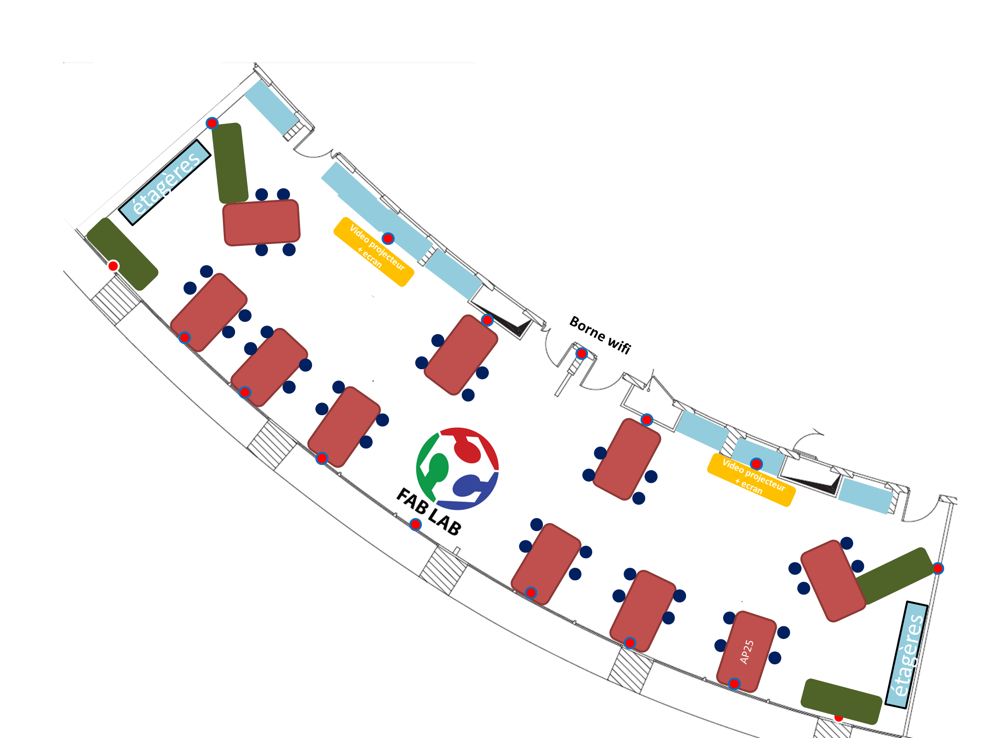 étagères
Video projecteur
+ ecran
Borne wifi
FAB LAB
Video projecteur
+ ecran
AP25
étagères